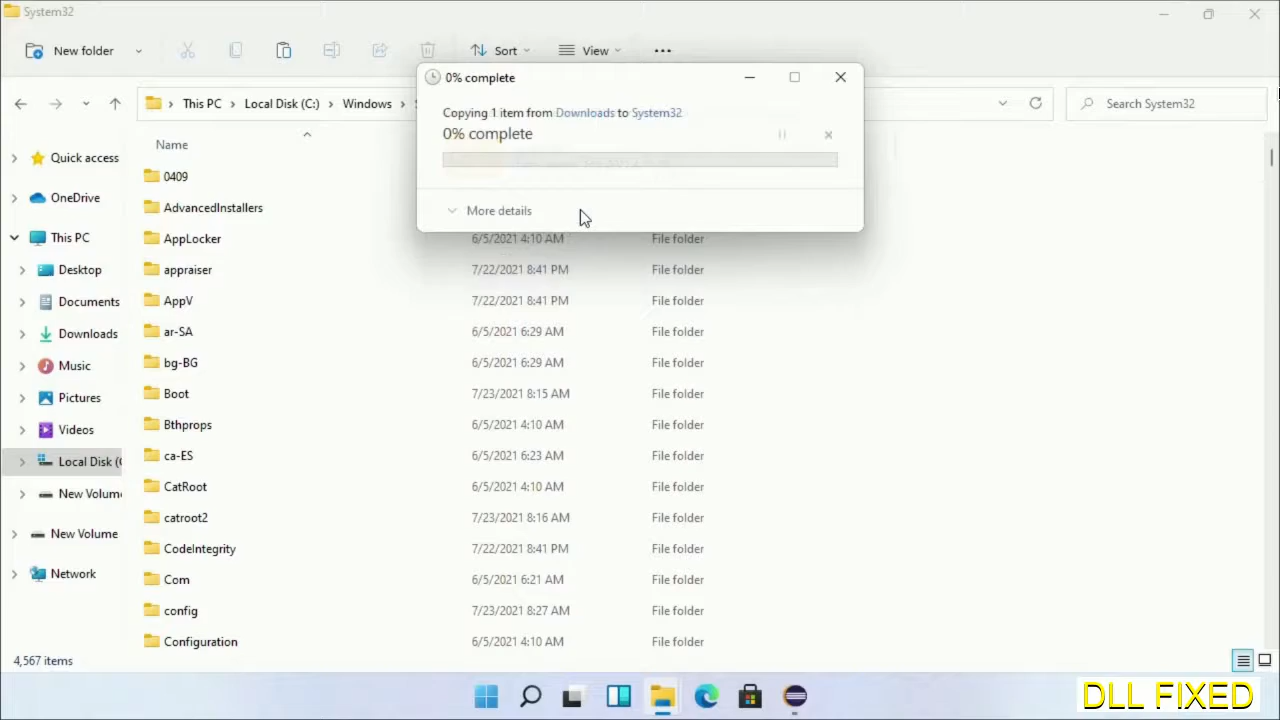 System32
New folder
Sort
View
0% complete
Copying 1 item from Downloads to System32
0% complete
More details
This PC
Local Disk (C:)
Windows
Search System32
Name
Quick access
OneDrive
This PC
Desktop
Documents
Downloads
Music
Pictures
Videos
Local Disk (C
New Volume
New Volume
Network
0409
AdvancedInstallers
AppLocker 6/5/2021 4:10 AM File folder
appraiser 7/22/2021 8:41 PM File folder
AppV 7/22/2021 8:41 PM File folder
ar-SA 6/5/2021 6:29 AM File folder
bg-BG 6/5/2021 6:29 AM File folder
Boot 7/23/2021 8:15 AM File folder
Bthprops 6/5/2021 4:10 AM File folder
ca-ES 6/5/2021 6:23 AM File folder
CatRoot 6/5/2021 4:10 AM File folder
catroot2 7/23/2021 8:16 AM File folder
CodeIntegrity 7/22/2021 8:41 PM File folder
Com 6/5/2021 6:21 AM File folder
config 7/23/2021 8:27 AM File folder
Configuration 6/5/2021 4:10 AM File folder
4,567 items
DLL FIXED